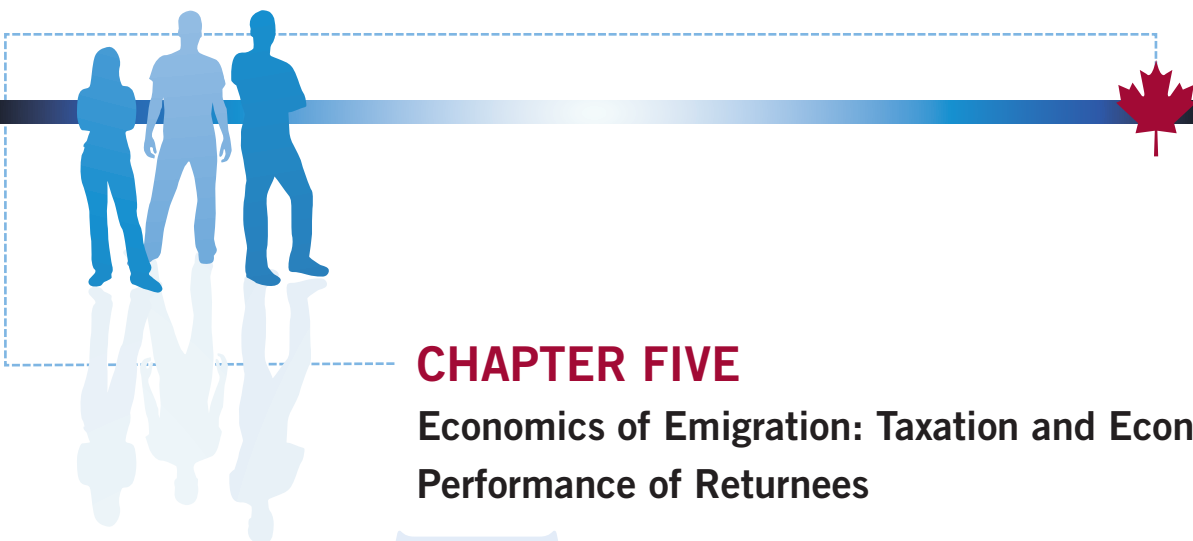 CHAPTER FIVE
Economics of Emigration: Taxation and Econ
Performance of Returnees